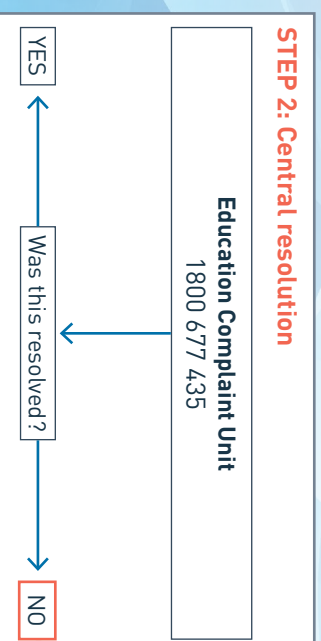 STEP 2: Central resolution
Education Complaint Unit
1800 677 435
YES
Was this resolved?
NO